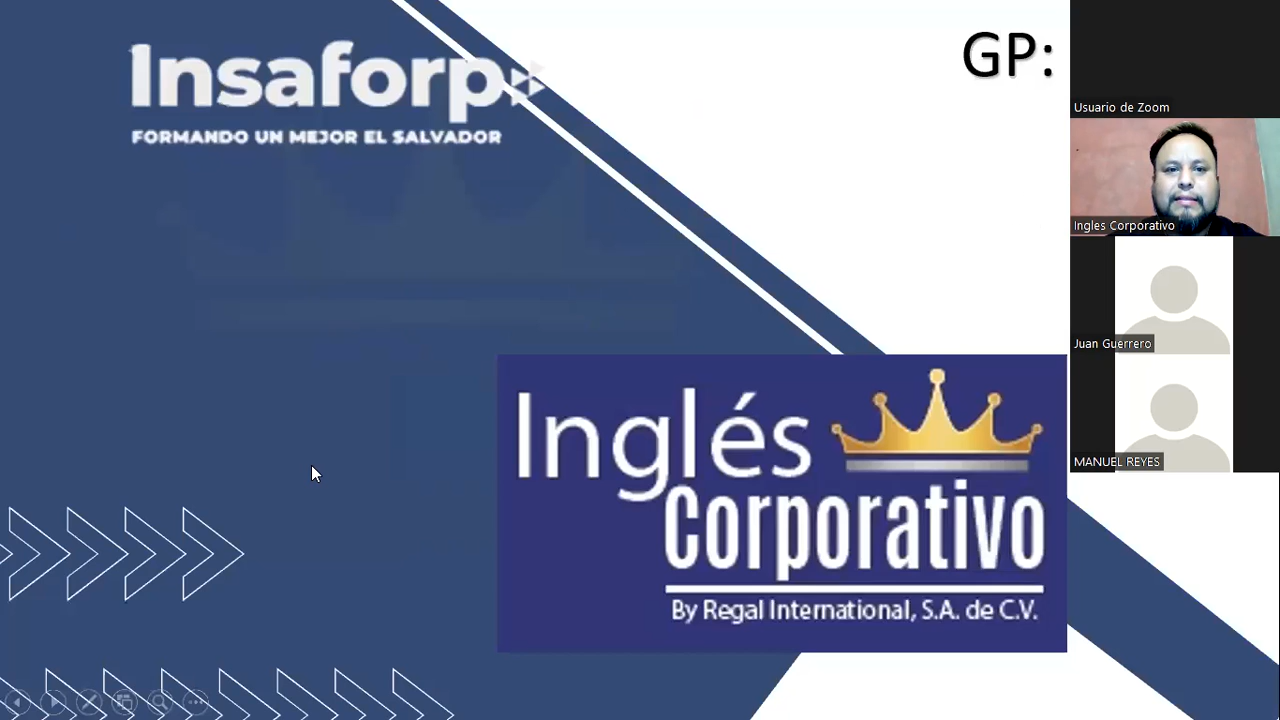 Insaforp
FORMANDO UN MEJOR EL SALVADOR
GP:
Inglés
Corporativo
By Regal International, S.A. de C.V.
Usuario de Zoom
Ingles Corporativo
Juan Guerrero
MANUEL REYES